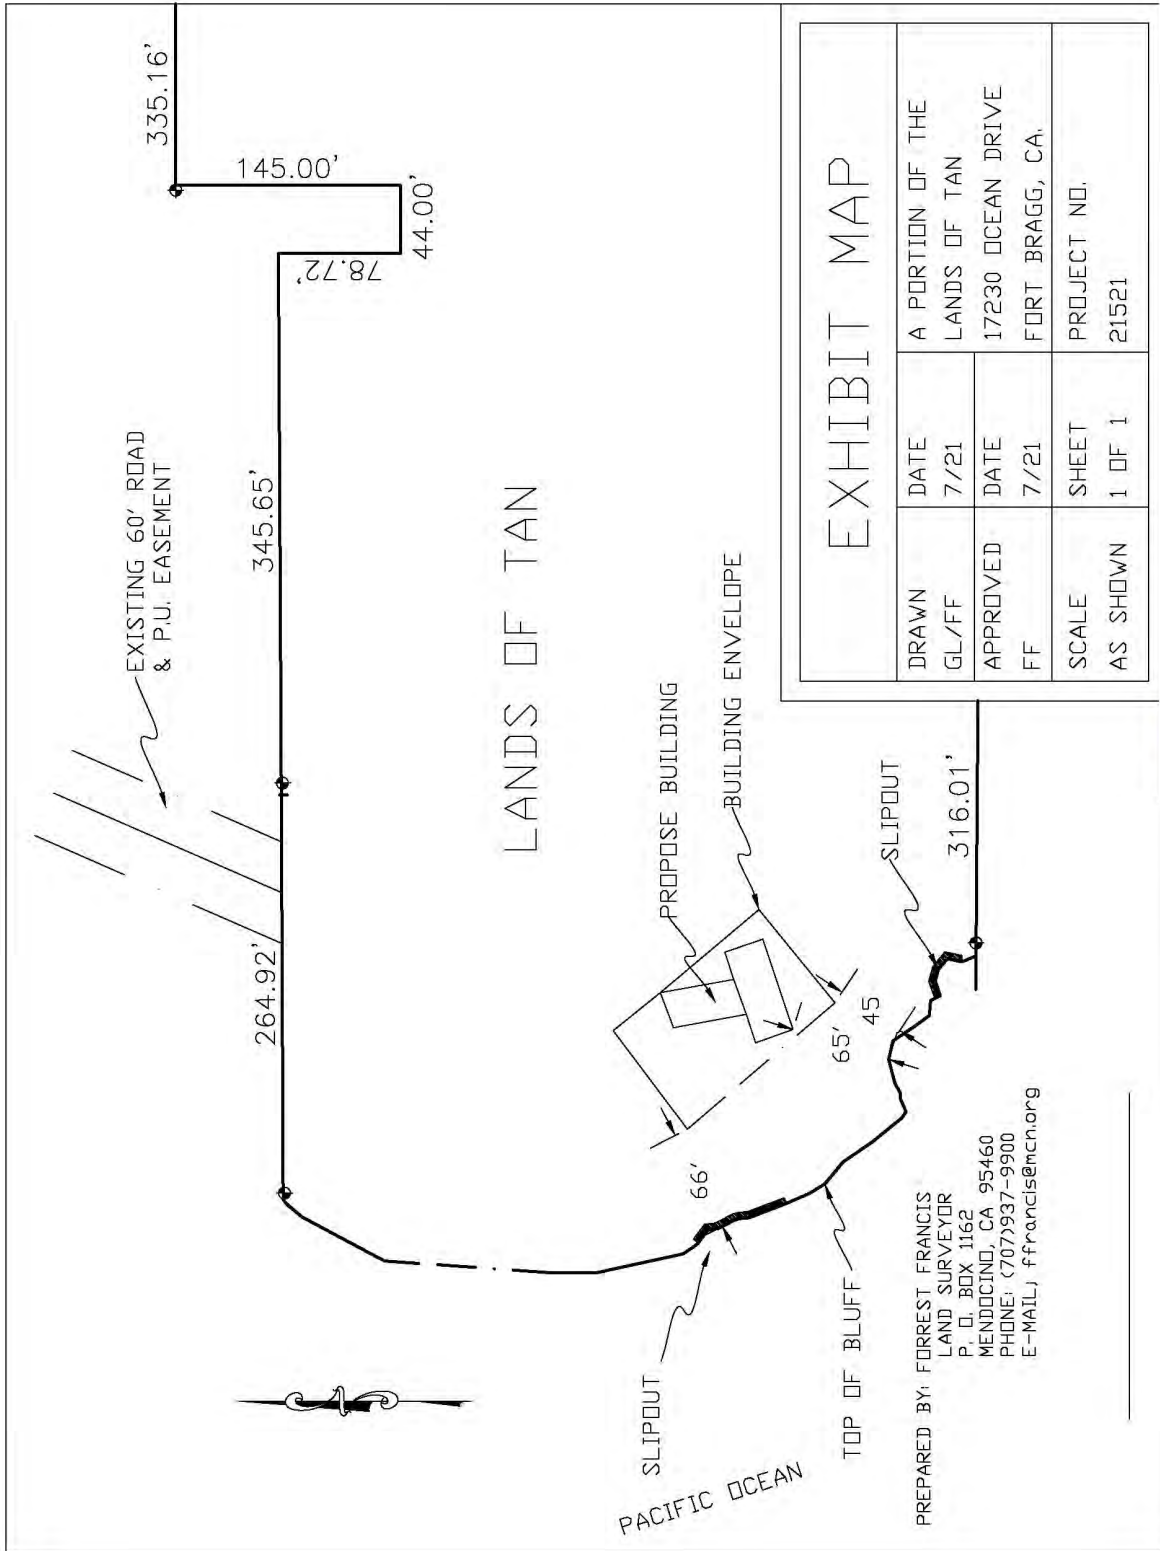 335.16'
145.00'
44.00'
78.72'
EXISTING 60' ROAD
& P.U. EASEMENT
345.65'
264.92'
LANDS OF TAN
PROPOSE BUILDING
BUILDING ENVELOPE
SLIPOUT
316.01'
65'
45
66'
SLIPOUT
TOP OF BLUFF
PACIFIC OCEAN
N
PREPARED BY: FORREST FRANCIS
LAND SURVEYOR
P. O. BOX 1162
MENDOCINO, CA 95460
PHONE: (707)937-9900
E-MAIL; ffrancis@mcn.org
EXHIBIT MAP
DRAWN
GL/FF
DATE
7/21
A PORTION OF THE
LANDS OF TAN
APPROVED
FF
DATE
7/21
17230 OCEAN DRIVE
FORT BRAGG, CA.
SCALE
AS SHOWN
SHEET
1 OF 1
PROJECT NO.
21521